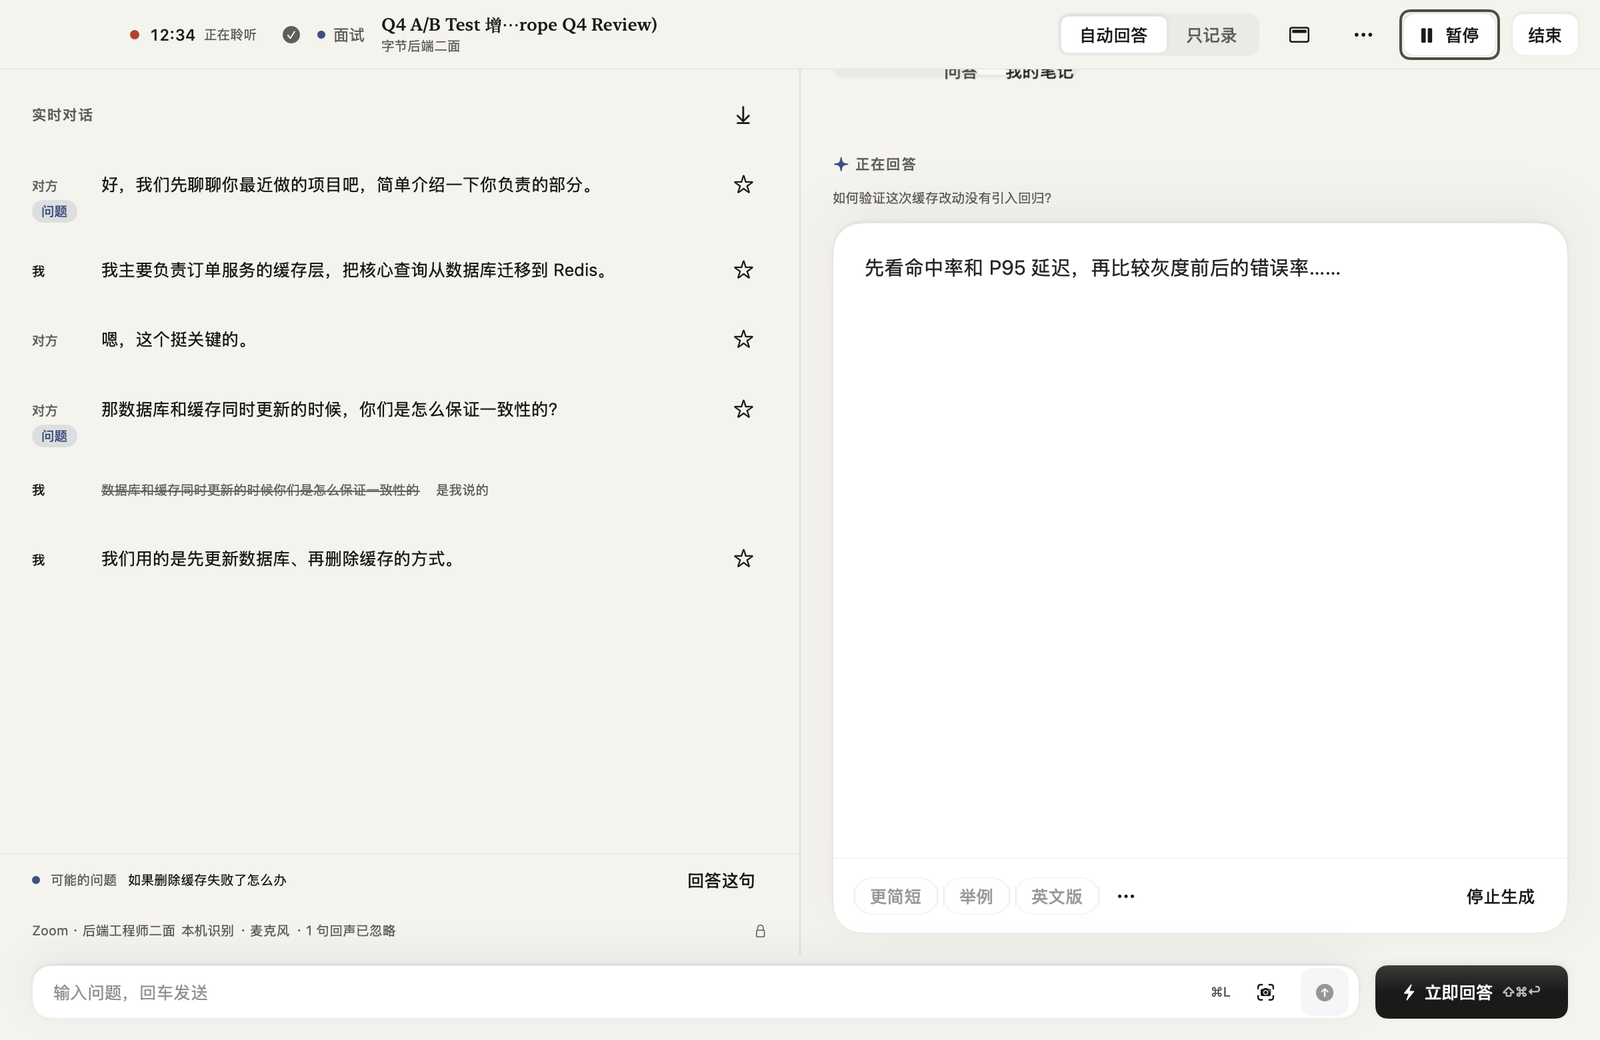 12:34 正在聆听
面试
Q4 A/B Test 增…rope Q4 Review)
字节后端二面
自动回答
只记录
暂停
结束
问答
我的笔记
实时对话
对方
好，我们先聊聊你最近做的项目吧，简单介绍一下你负责的部分。
问题
我
我主要负责订单服务的缓存层，把核心查询从数据库迁移到 Redis。
对方
嗯，这个挺关键的。
对方
那数据库和缓存同时更新的时候，你们是怎么保证一致性的？
问题
我
数据库和缓存同时更新的时候你们是怎么保证一致性的 是我说的
我
我们用的是先更新数据库、再删除缓存的方式。
可能的问题 如果删除缓存失败了怎么办
回答这句
Zoom · 后端工程师二面 本机识别 · 麦克风 · 1 句回声已忽略
正在回答
如何验证这次缓存改动没有引入回归？
先看命中率和 P95 延迟，再比较灰度前后的错误率……
更简短
举例
英文版
停止生成
输入问题，回车发送
⌘L
立即回答 ⇧⌘↩